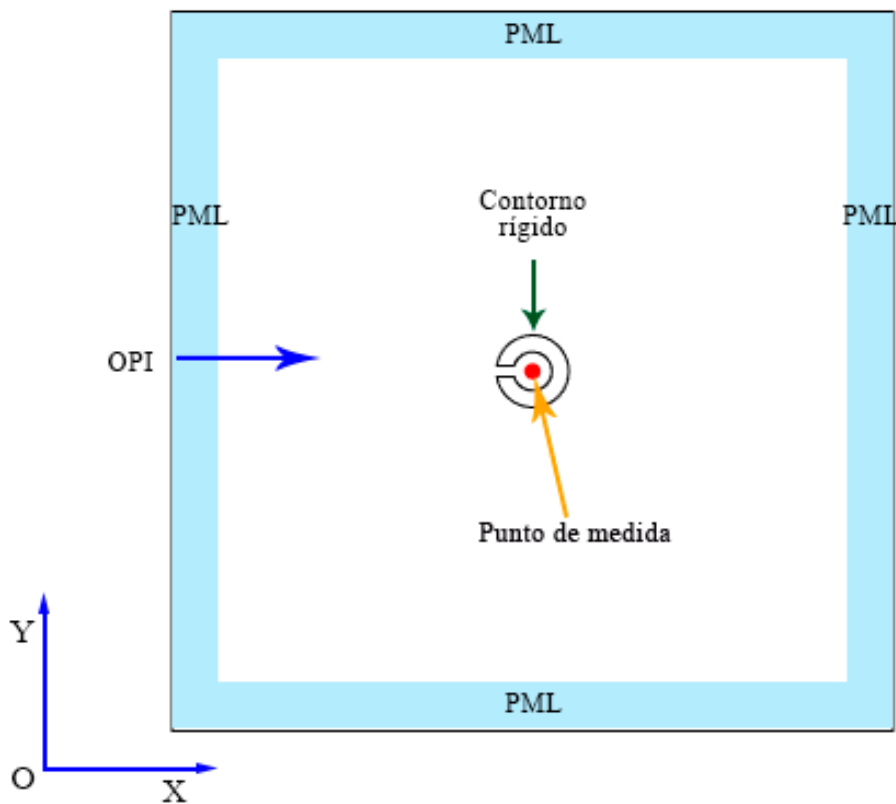 PML
PML
Contorno
rígido
PML
OPI
Punto de medida
PML
Y
O
X